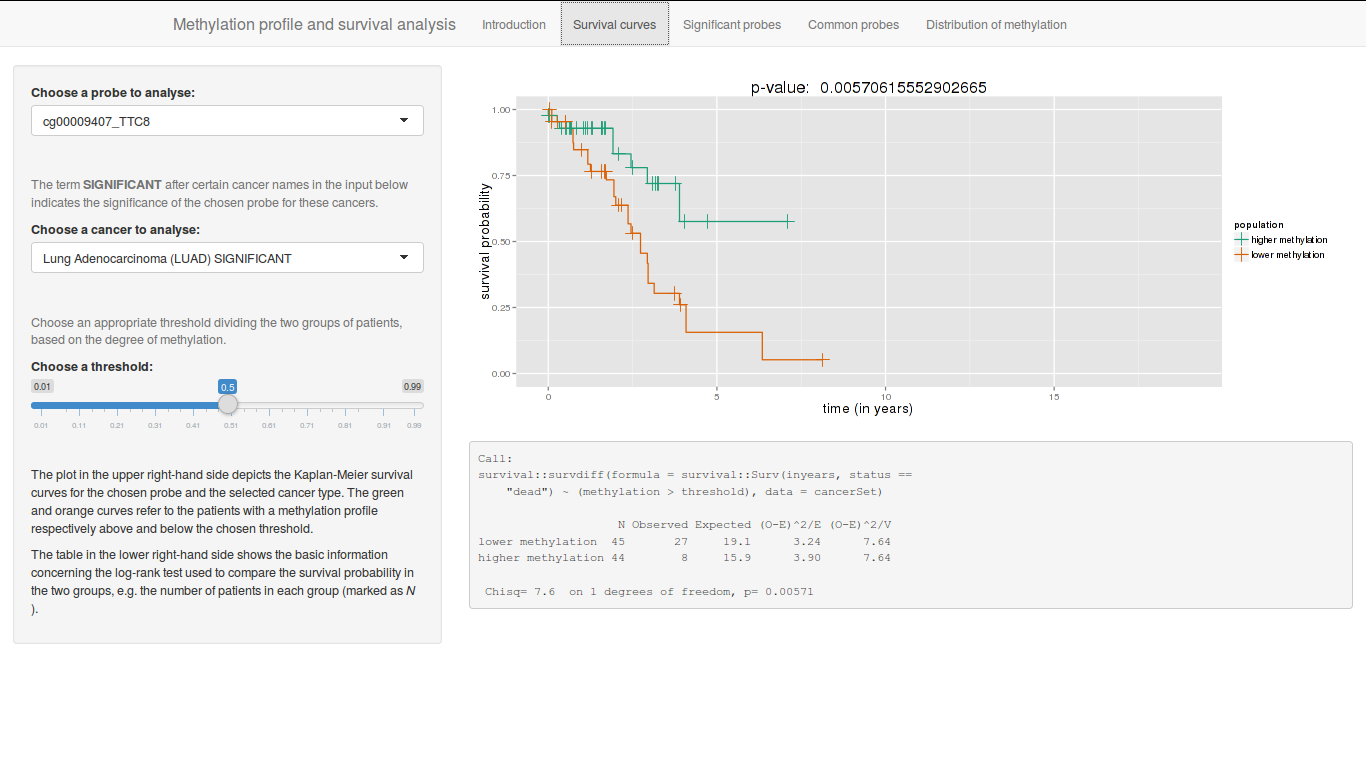 Methylation profile and survival analysis Introduction Survival curves Significant probes Common probes Distribution of methylation
Choose a probe to analyse:
cg00009407_TTC8
The term SIGNIFICANT after certain cancer names in the input below
indicates the significance of the chosen probe for these cancers.
Choose a cancer to analyse:
Lung Adenocarcinoma (LUAD) SIGNIFICANT
Choose an appropriate threshold dividing the two groups of patients,
based on the degree of methylation.
Choose a threshold:
0.01 0.5 0.99
0.01 0.11 0.21 0.31 0.41 0.51 0.61 0.71 0.81 0.91 0.99
The plot in the upper right-hand side depicts the Kaplan-Meier survival
curves for the chosen probe and the selected cancer type. The green
and orange curves refer to the patients with a methylation profile
respectively above and below the chosen threshold.
The table in the lower right-hand side shows the basic information
concerning the log-rank test used to compare the survival probability in
the two groups, e.g. the number of patients in each group (marked as N
).
p-value: 0.00570615552902665
survival probability
1.00
0.75
0.50
0.25
0.00
0 5 10 15
time (in years)
population
higher methylation
lower methylation
Call:
survival::survdiff(formula = survival::Surv(inyears, status ==
"dead") ~ (methylation > threshold), data = cancerSet)
N Observed Expected (O-E)^2/E (O-E)^2/V
lower methylation 45 27 19.1 3.24 7.64
higher methylation 44 8 15.9 3.90 7.64
Chisq= 7.6 on 1 degrees of freedom, p= 0.00571